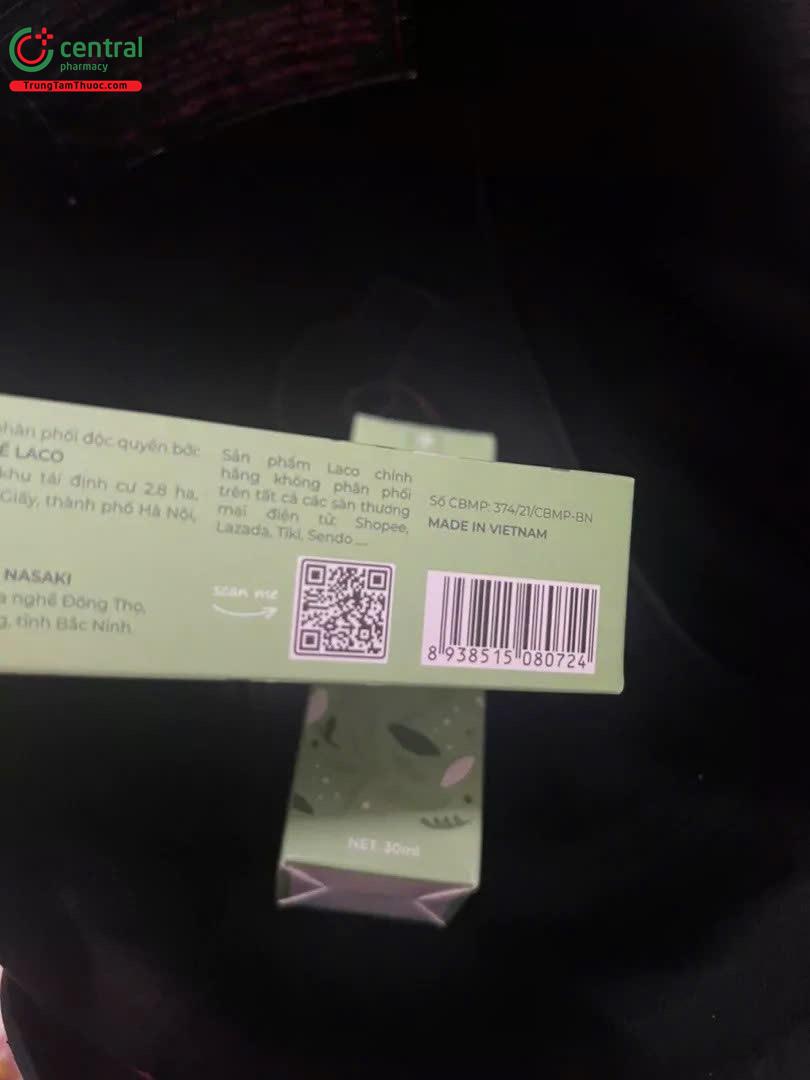 central
pharmacy
TrungTamThuoc.com
phân phối độc quyền bởi:
Ế LACO
khu tái định cư 2.8 ha,
Giấy, thành phố Hà Nội,
NASAKI
nghề Đông Thọ,
tỉnh Bắc Ninh.
Sản phẩm Laco chính
hãng không phân phối
trên tất cả các sàn thương
mại điện tử: Shopee,
Lazada, Tiki, Sendo ...
scan me
Số CBMP: 374/21/CBMP-BN
MADE IN VIETNAM
8 938515 080724
NET. 30ml